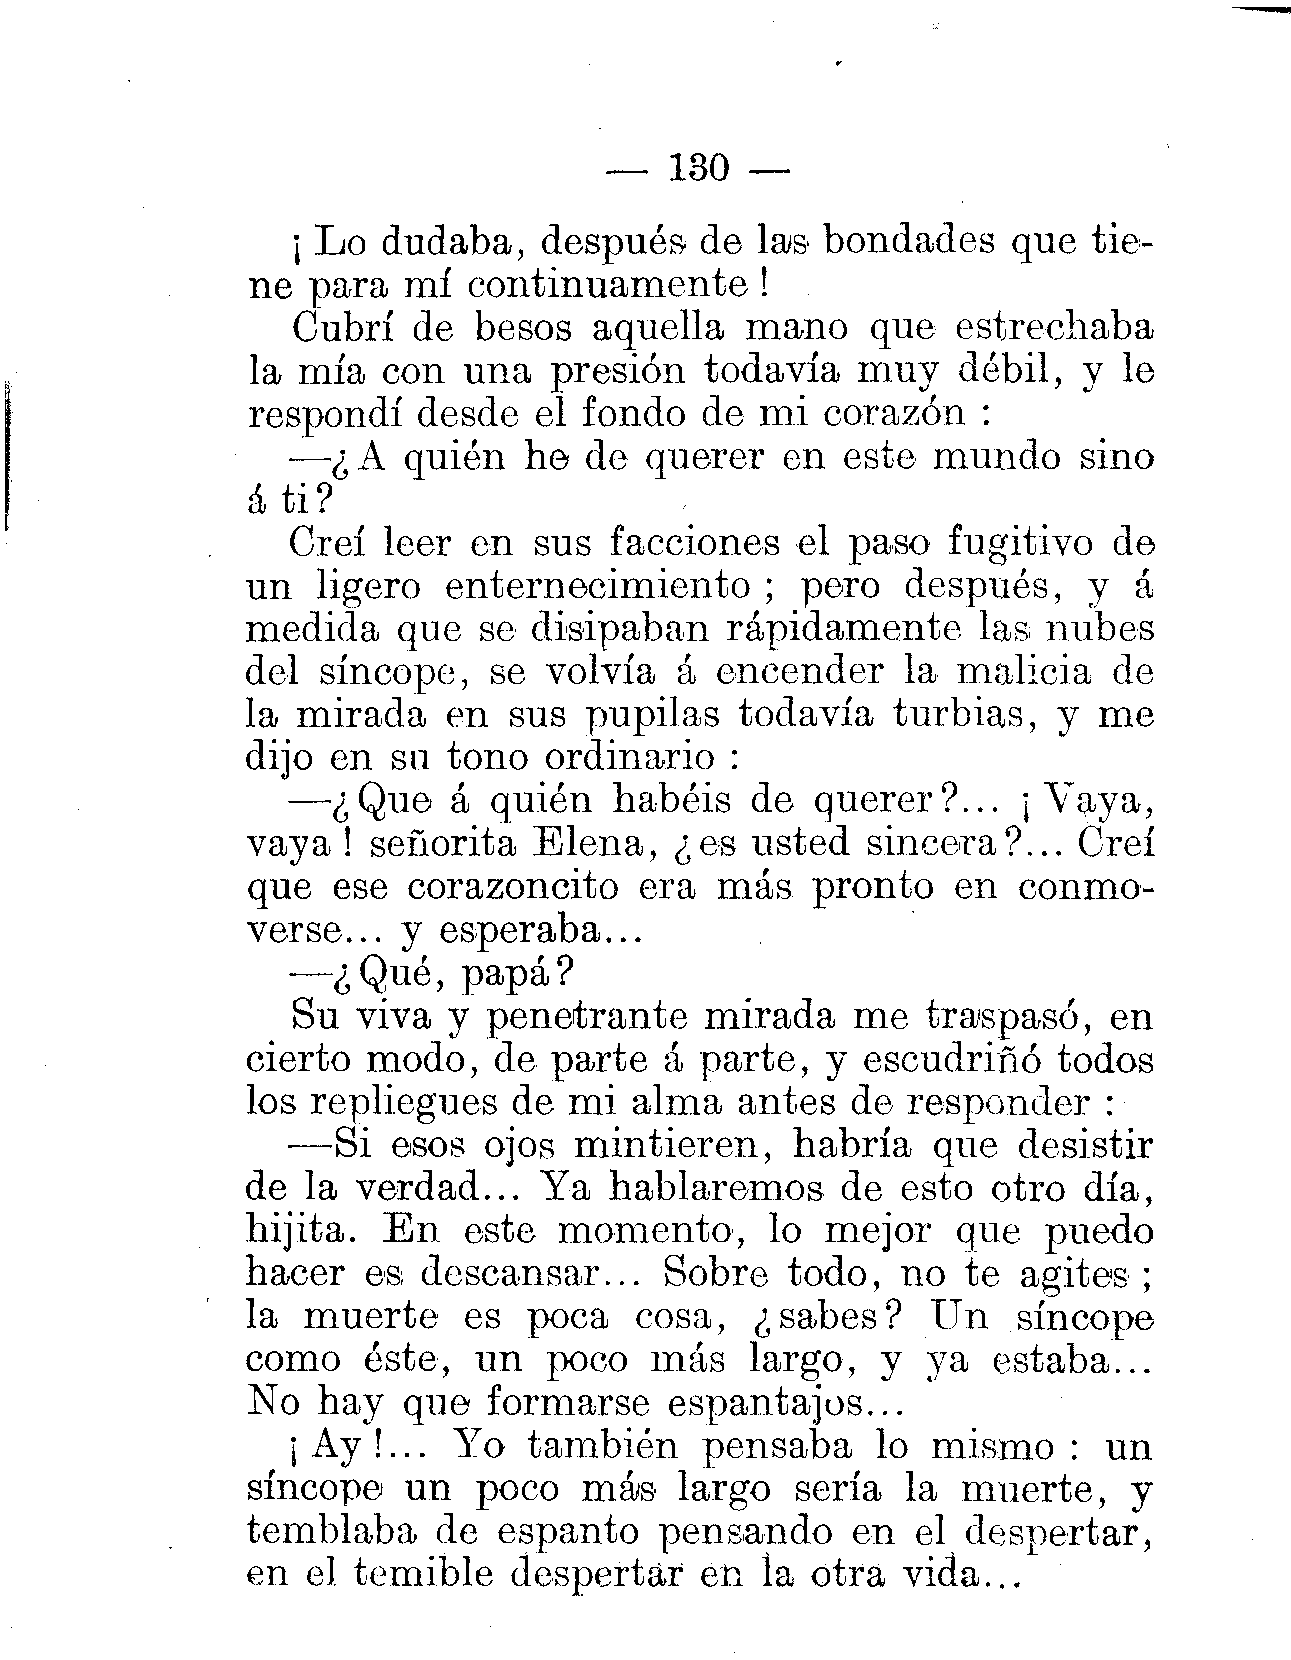 — 130 —
¡ Lo dudaba, después de las bondades que tie-
ne para mí continuamente !
Cubrí de besos aquella mano que estrechaba
la mía con una presión todavía muy débil, y le
respondí desde el fondo de mi corazón :
—¿ A quién he de querer en este mundo sino
á ti?
Creí leer en sus facciones el paso fugitivo de
un ligero enternecimiento ; pero después, y á
medida que se disipaban rápidamente las nubes
del síncope, se volvía á encender la malicia de
la mirada en sus pupilas todavía turbias, y me
dijo en su tono ordinario :
—¿ Que á quién habéis de querer?... ¡ Vaya,
vaya ! señorita Elena, ¿ es usted sincera?... Creí
que ese corazoncito era más pronto en conmo-
verse... y esperaba...
—¿ Qué, papá?
Su viva y penetrante mirada me traspasó, en
cierto modo, de parte á parte, y escudriñó todos
los repliegues de mi alma antes de responder :
—Si esos ojos mintieren, habría que desistir
de la verdad... Ya hablaremos de esto otro día,
hijita. En este momento, lo mejor que puedo
hacer es descansar... Sobre todo, no te agites ;
la muerte es poca cosa, ¿ sabes? Un síncope
como éste, un poco más largo, y ya estaba...
No hay que formarse espantajos...
¡ Ay !... Yo también pensaba lo mismo : un
síncope un poco más largo sería la muerte, y
temblaba de espanto pensando en el despertar,
en el temible despertar en la otra vida...